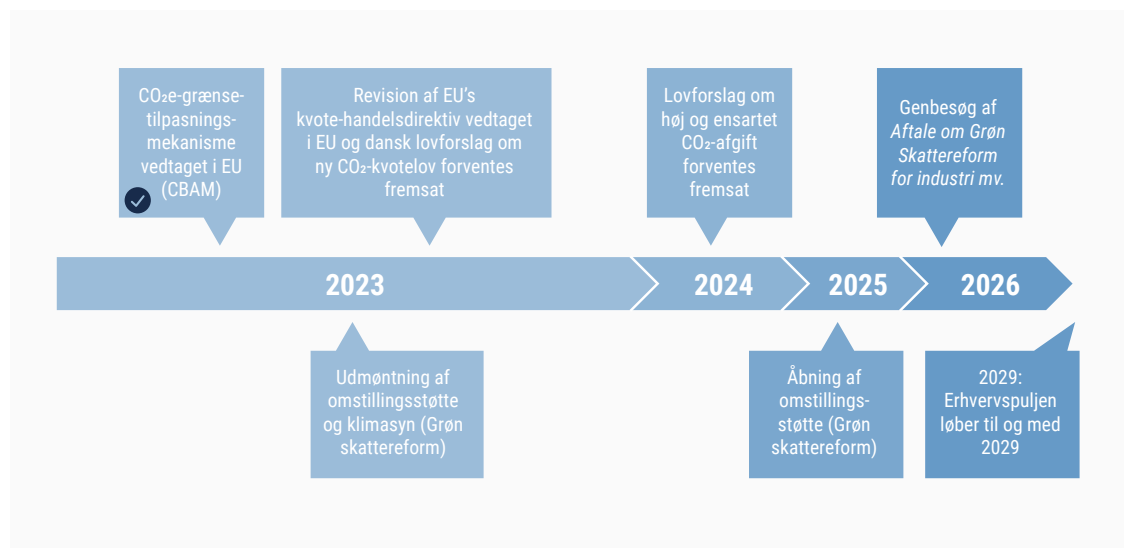 CO₂e-grænse-
tilpasnings-
mekanisme
vedtaget i EU
(CBAM)
Revision af EU’s
kvote-handelsdirektiv vedtaget
i EU og dansk lovforslag om
ny CO₂-kvotelov forventes
fremsat
Lovforslag om
høj og ensartet
CO₂-afgift
forventes
fremsat
Genbesøg af
Aftale om Grøn
Skattereform
for industri mv.
2023
2024
2025
2026
Udmøntning af
omstillingsstøtte
og klimasyn (Grøn
skattereform)
Åbning af
omstillings-
støtte (Grøn
skattereform)
2029:
Erhvervspuljen
løber til og med
2029